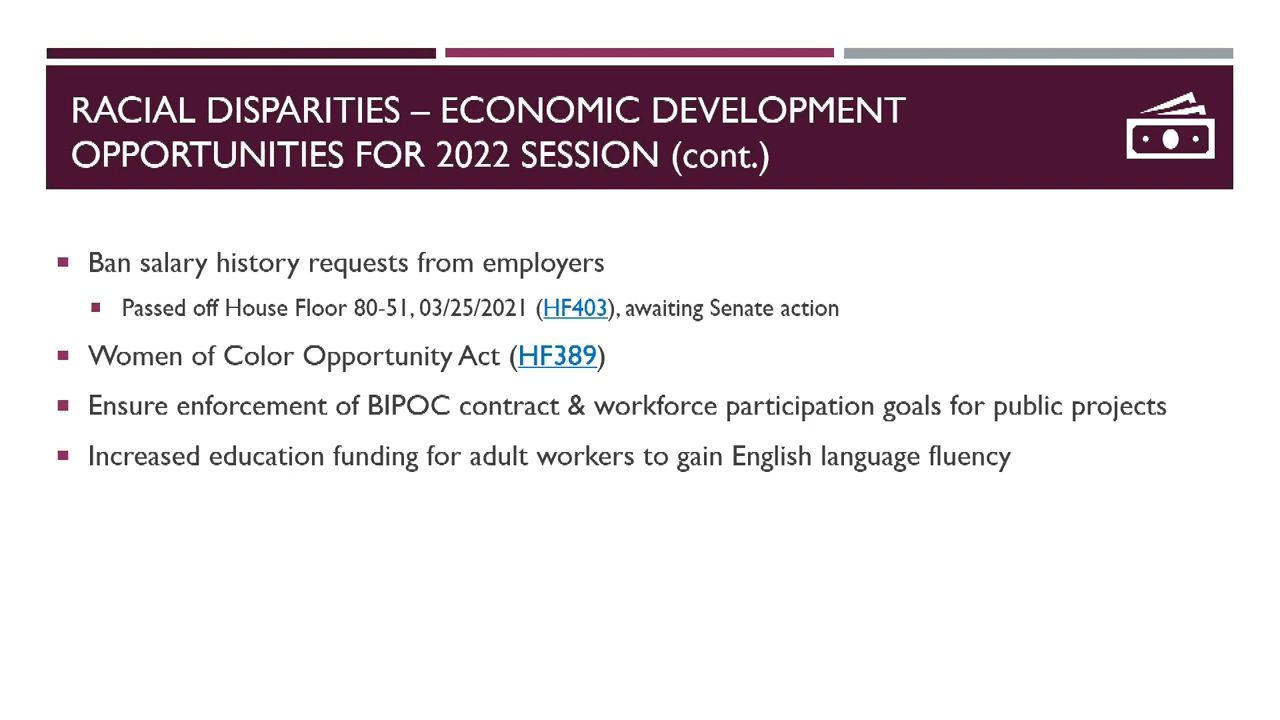 RACIAL DISPARITIES – ECONOMIC DEVELOPMENT
OPPORTUNITIES FOR 2022 SESSION (cont.)
Ban salary history requests from employers
Passed off House Floor 80-51, 03/25/2021 (HF403), awaiting Senate action
Women of Color Opportunity Act (HF389)
Ensure enforcement of BIPOC contract & workforce participation goals for public projects
Increased education funding for adult workers to gain English language fluency